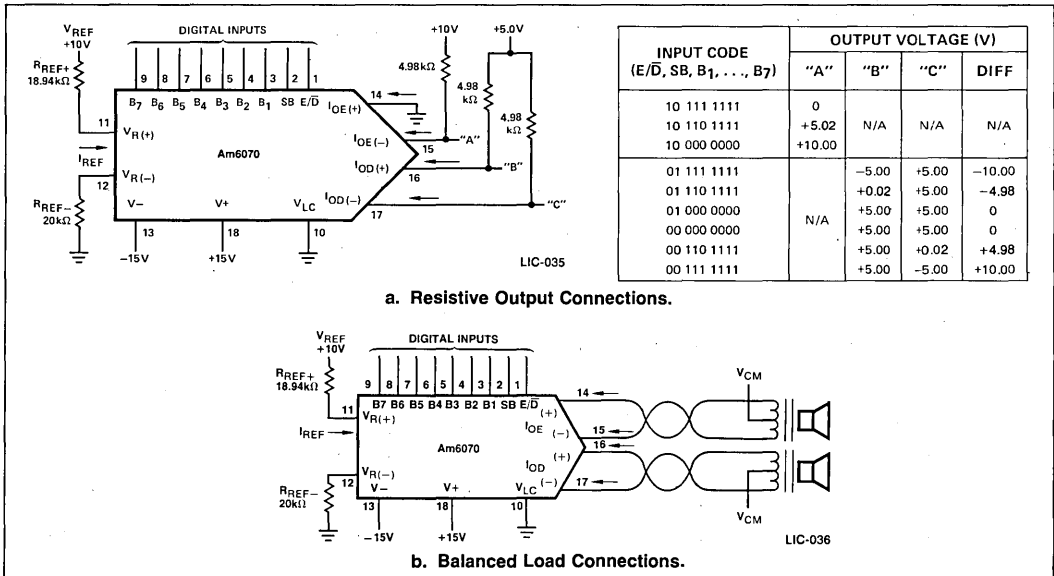 VREF
+10V
DIGITAL INPUTS
RREF+
18.94kΩ
9 8 7 6 5 4 3 2 1
B7 B6 B5 B4 B3 B2 B1 SB E/D̅
11
VR(+)
IREF
12
VR(−)
RREF−
20kΩ
Am6070
V− V+ VLC
13 18 10
−15V +15V
IOE(+)
14
IOE(−)
15
IOD(+)
16
IOD(−)
17
+10V
+5.0V
4.98kΩ
4.98
kΩ
4.98
kΩ
"A"
"B"
"C"
LIC-035
INPUT CODE
(E/D̅, SB, B1, . . ., B7)
OUTPUT VOLTAGE (V)
"A" "B" "C" DIFF
10 111 1111 0
10 110 1111 +5.02 N/A N/A N/A
10 000 0000 +10.00
01 111 1111 −5.00 +5.00 −10.00
01 110 1111 +0.02 +5.00 −4.98
01 000 0000 +5.00 +5.00 0
N/A
00 000 0000 +5.00 +5.00 0
00 110 1111 +5.00 +0.02 +4.98
00 111 1111 +5.00 −5.00 +10.00
a. Resistive Output Connections.
VREF
+10V
DIGITAL INPUTS
RREF+
18.94kΩ
9 8 7 6 5 4 3 2 1
B7 B6 B5 B4 B3 B2 B1 SB E/D̅
11
VR(+)
IREF
12
VR(−)
RREF−
20kΩ
Am6070
V− V+ VLC
13 18 10
−15V +15V
14
(+)
IOE
(−)
15
16
(+)
IOD
(−)
17
VCM
VCM
LIC-036
b. Balanced Load Connections.